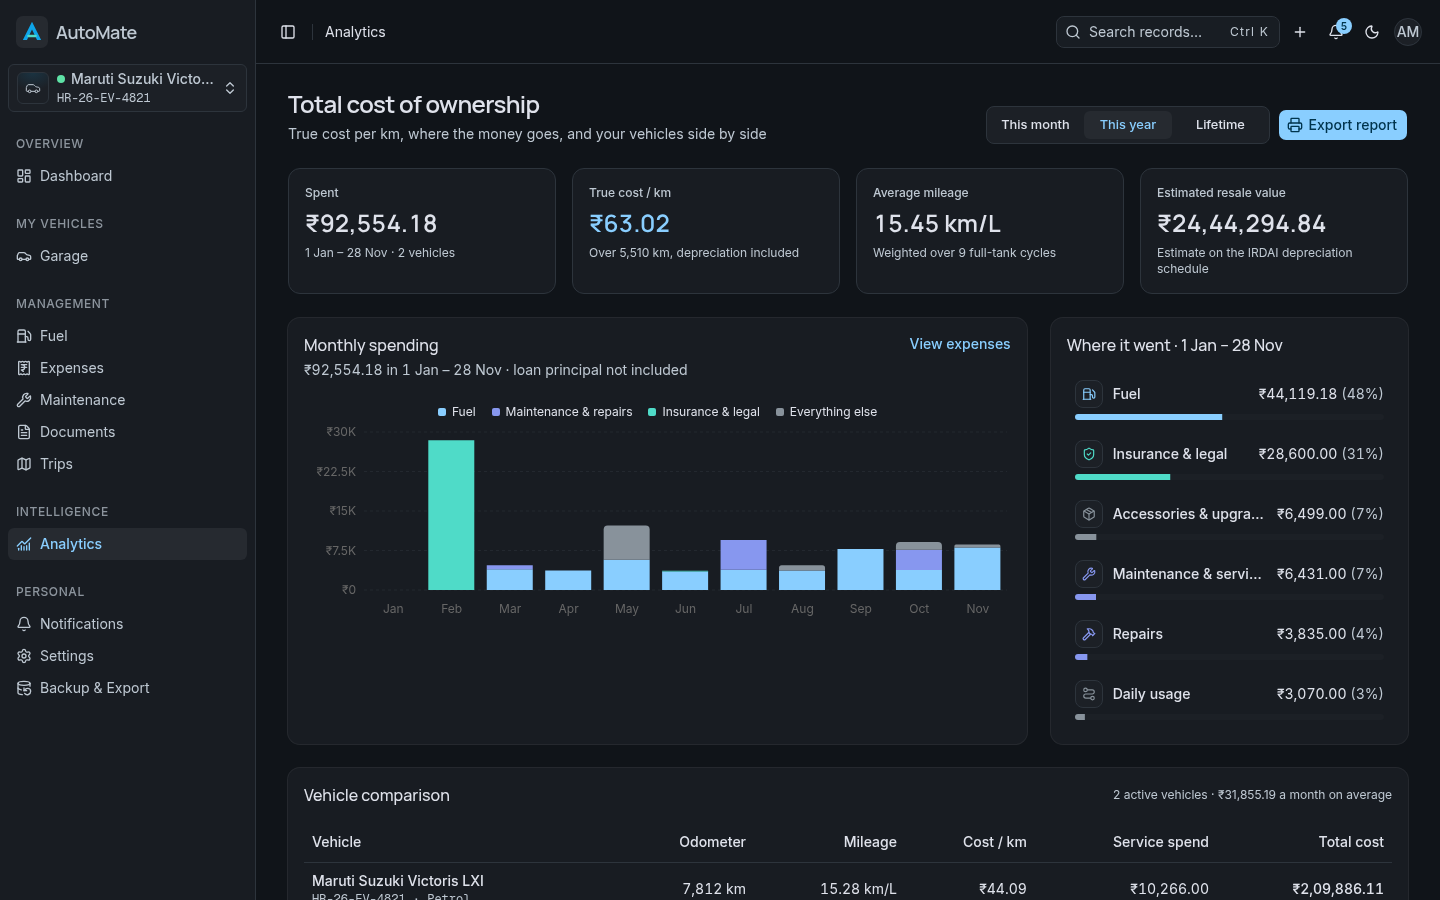 AutoMate
Analytics
Search records... Ctrl K
5
AM
Maruti Suzuki Victo...
HR-26-EV-4821
OVERVIEW
Dashboard
MY VEHICLES
Garage
MANAGEMENT
Fuel
Expenses
Maintenance
Documents
Trips
INTELLIGENCE
Analytics
PERSONAL
Notifications
Settings
Backup & Export
Total cost of ownership
True cost per km, where the money goes, and your vehicles side by side
This month This year Lifetime
Export report
Spent
₹92,554.18
1 Jan – 28 Nov · 2 vehicles
True cost / km
₹63.02
Over 5,510 km, depreciation included
Average mileage
15.45 km/L
Weighted over 9 full-tank cycles
Estimated resale value
₹24,44,294.84
Estimate on the IRDAI depreciation
schedule
Monthly spending
View expenses
₹92,554.18 in 1 Jan – 28 Nov · loan principal not included
Fuel Maintenance & repairs Insurance & legal Everything else
₹30K
₹22.5K
₹15K
₹7.5K
₹0
Jan Feb Mar Apr May Jun Jul Aug Sep Oct Nov
Where it went · 1 Jan – 28 Nov
Fuel ₹44,119.18 (48%)
Insurance & legal ₹28,600.00 (31%)
Accessories & upgra... ₹6,499.00 (7%)
Maintenance & servi... ₹6,431.00 (7%)
Repairs ₹3,835.00 (4%)
Daily usage ₹3,070.00 (3%)
Vehicle comparison
2 active vehicles · ₹31,855.19 a month on average
Vehicle Odometer Mileage Cost / km Service spend Total cost
Maruti Suzuki Victoris LXI 7,812 km 15.28 km/L ₹44.09 ₹10,266.00 ₹2,09,886.11
HR-26-EV-4821 · Petrol